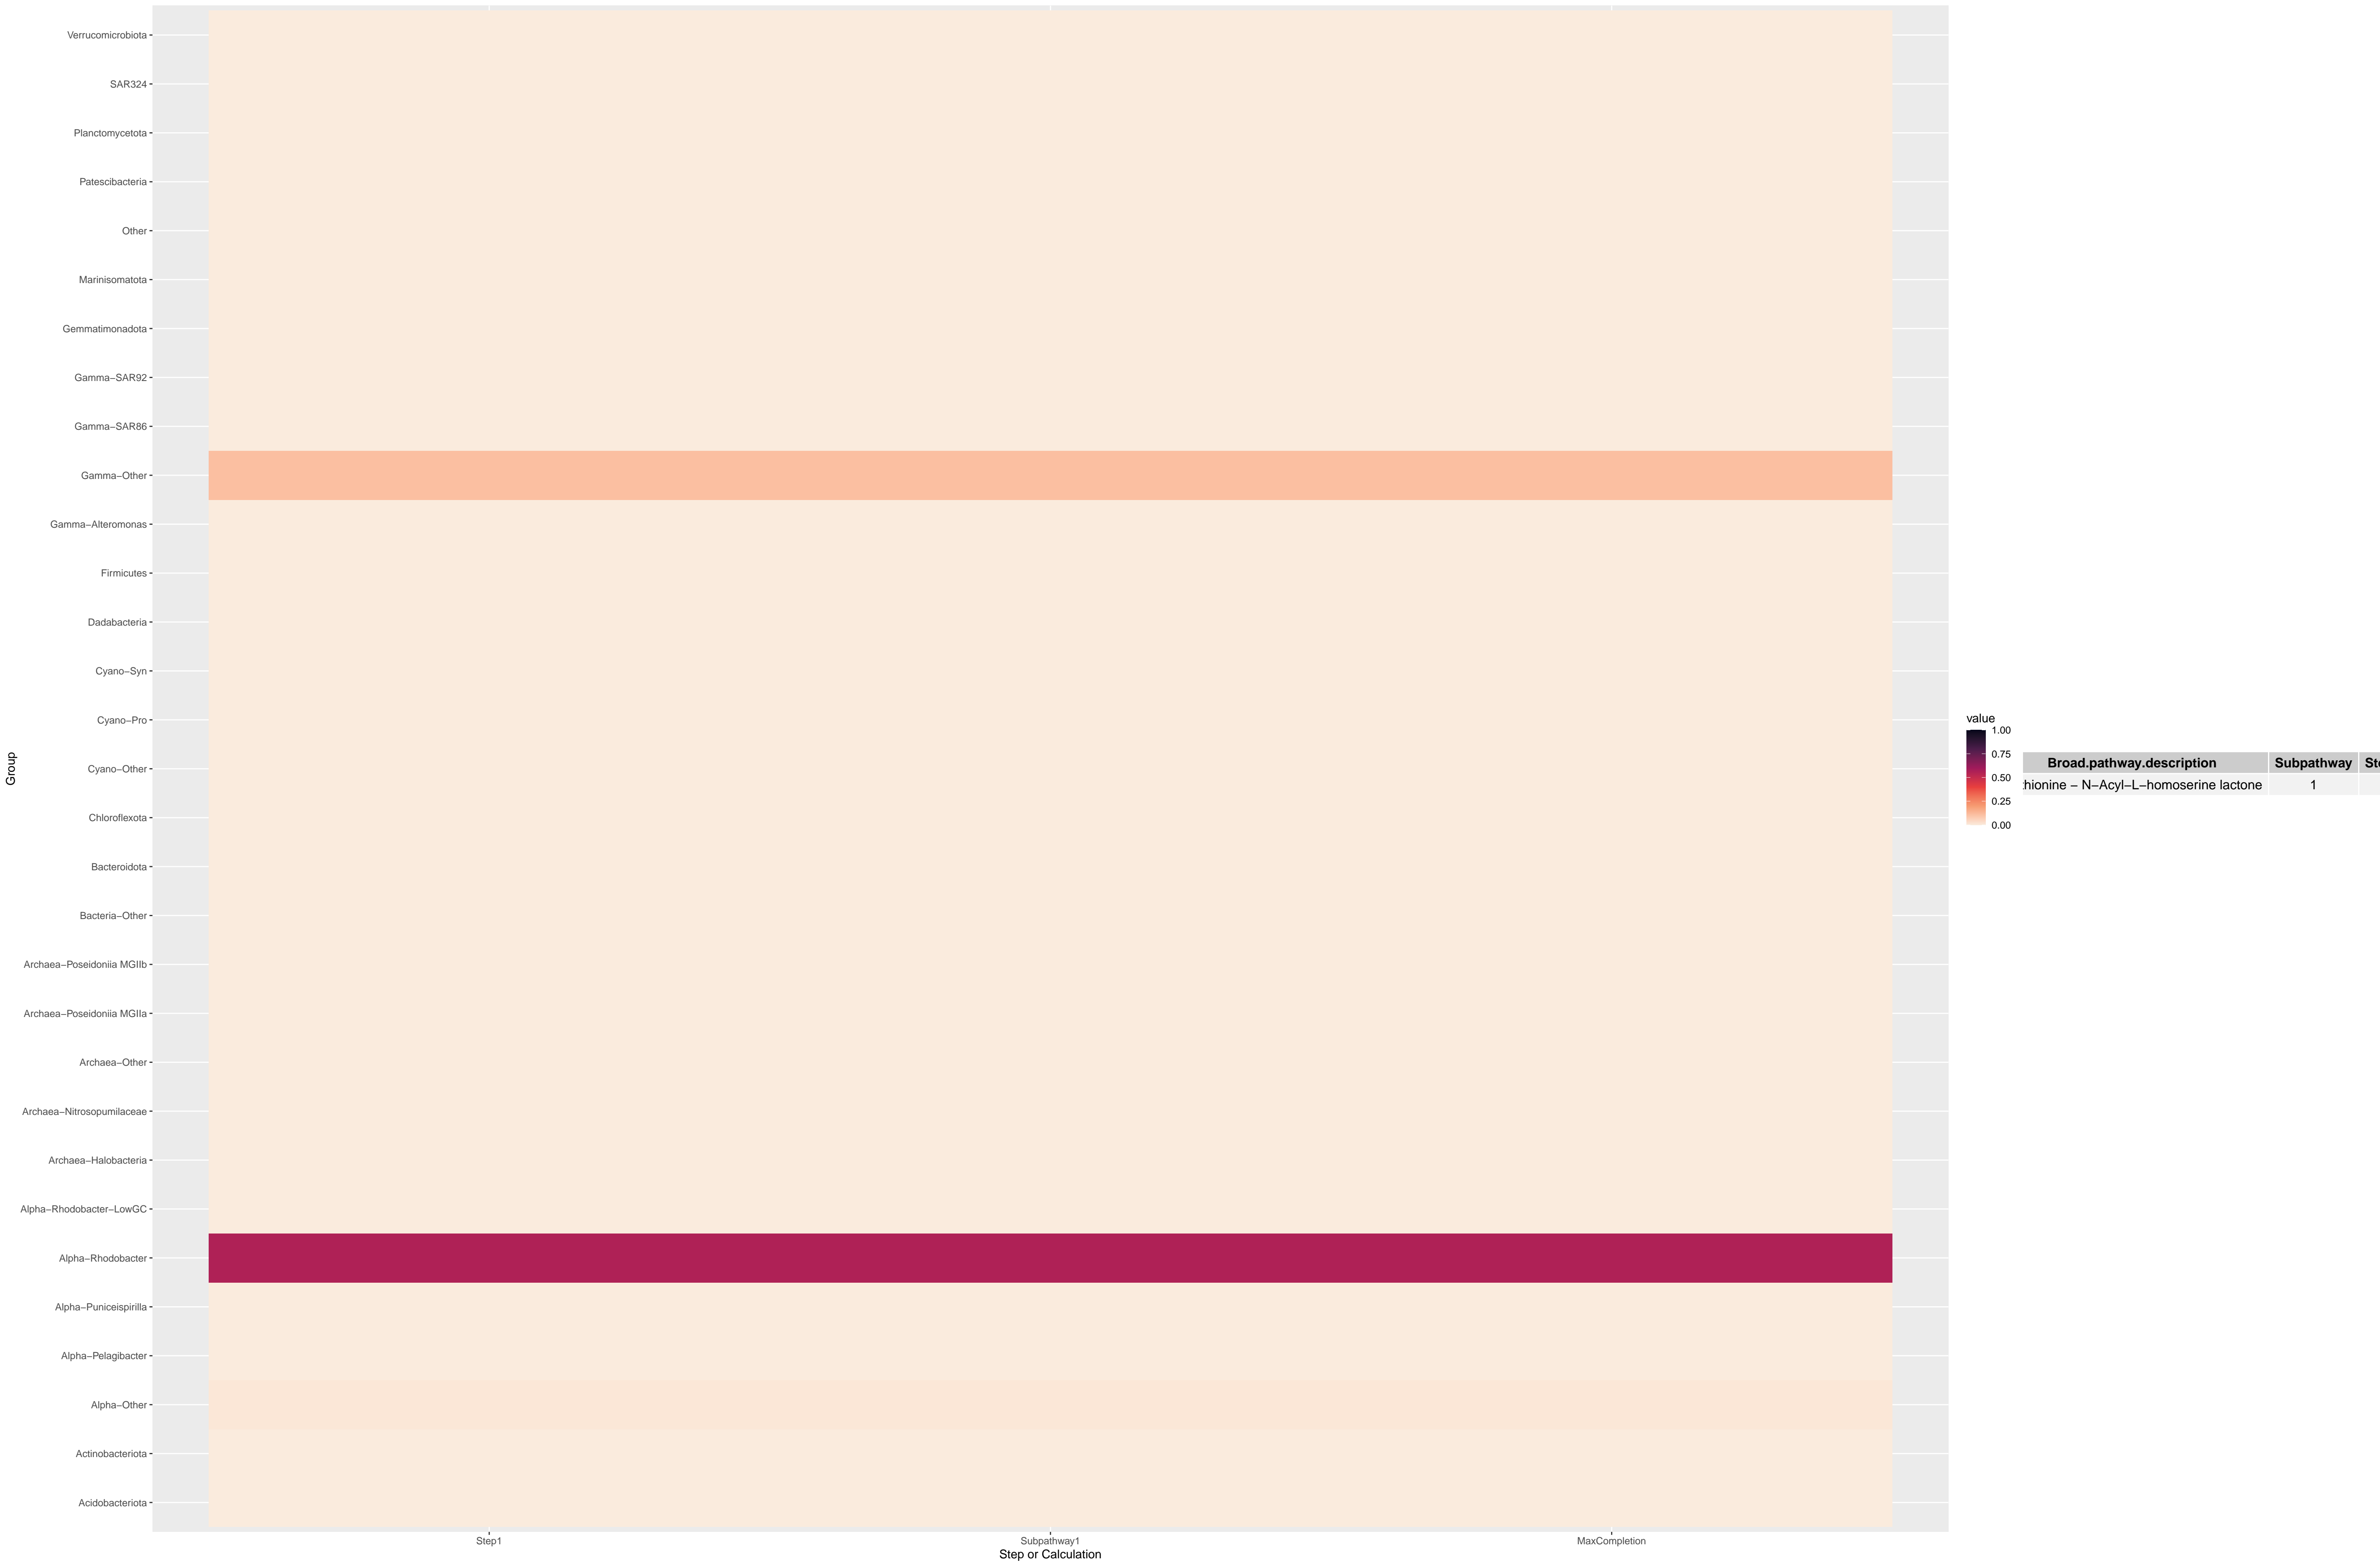 Verrucomicrobiota
SAR324
Planctomycetota
Patescibacteria
Other
Marinisomatota
Gemmatimonadota
Gamma−SAR92
Gamma−SAR86
Gamma−Other
Gamma−Alteromonas
Firmicutes
Dadabacteria
Cyano−Syn
Cyano−Pro
Cyano−Other
Chloroflexota
Bacteroidota
Bacteria−Other
Archaea−Poseidoniia MGIIb
Archaea−Poseidoniia MGIIa
Archaea−Other
Archaea−Nitrosopumilaceae
Archaea−Halobacteria
Alpha−Rhodobacter−LowGC
Alpha−Rhodobacter
Alpha−Puniceispirilla
Alpha−Pelagibacter
Alpha−Other
Actinobacteriota
Acidobacteriota
Group
Step1 Subpathway1 MaxCompletion
Step or Calculation
value
1.00
0.75
0.50
0.25
0.00
Broad.pathway.description Subpathway
thionine − N−Acyl−L−homoserine lactone 1